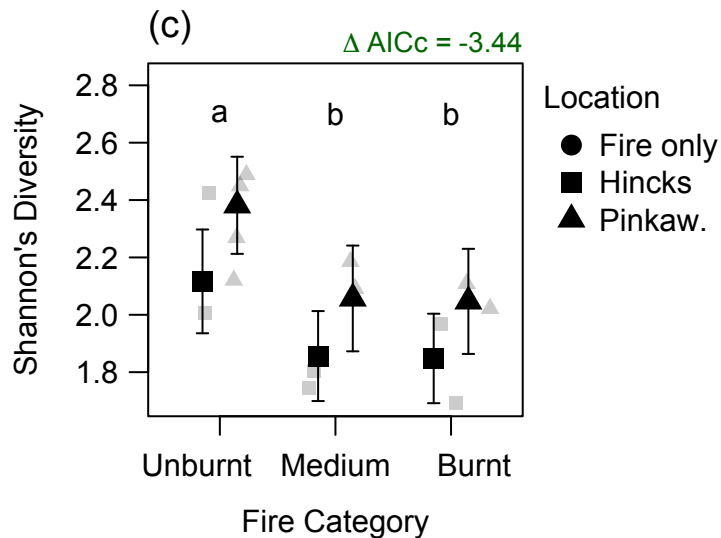 (c)
Δ AICc = -3.44
Shannon's Diversity
2.8
2.6
2.4
2.2
2.0
1.8
a
b
b
Unburnt
Medium
Burnt
Fire Category
Location
Fire only
Hincks
Pinkaw.